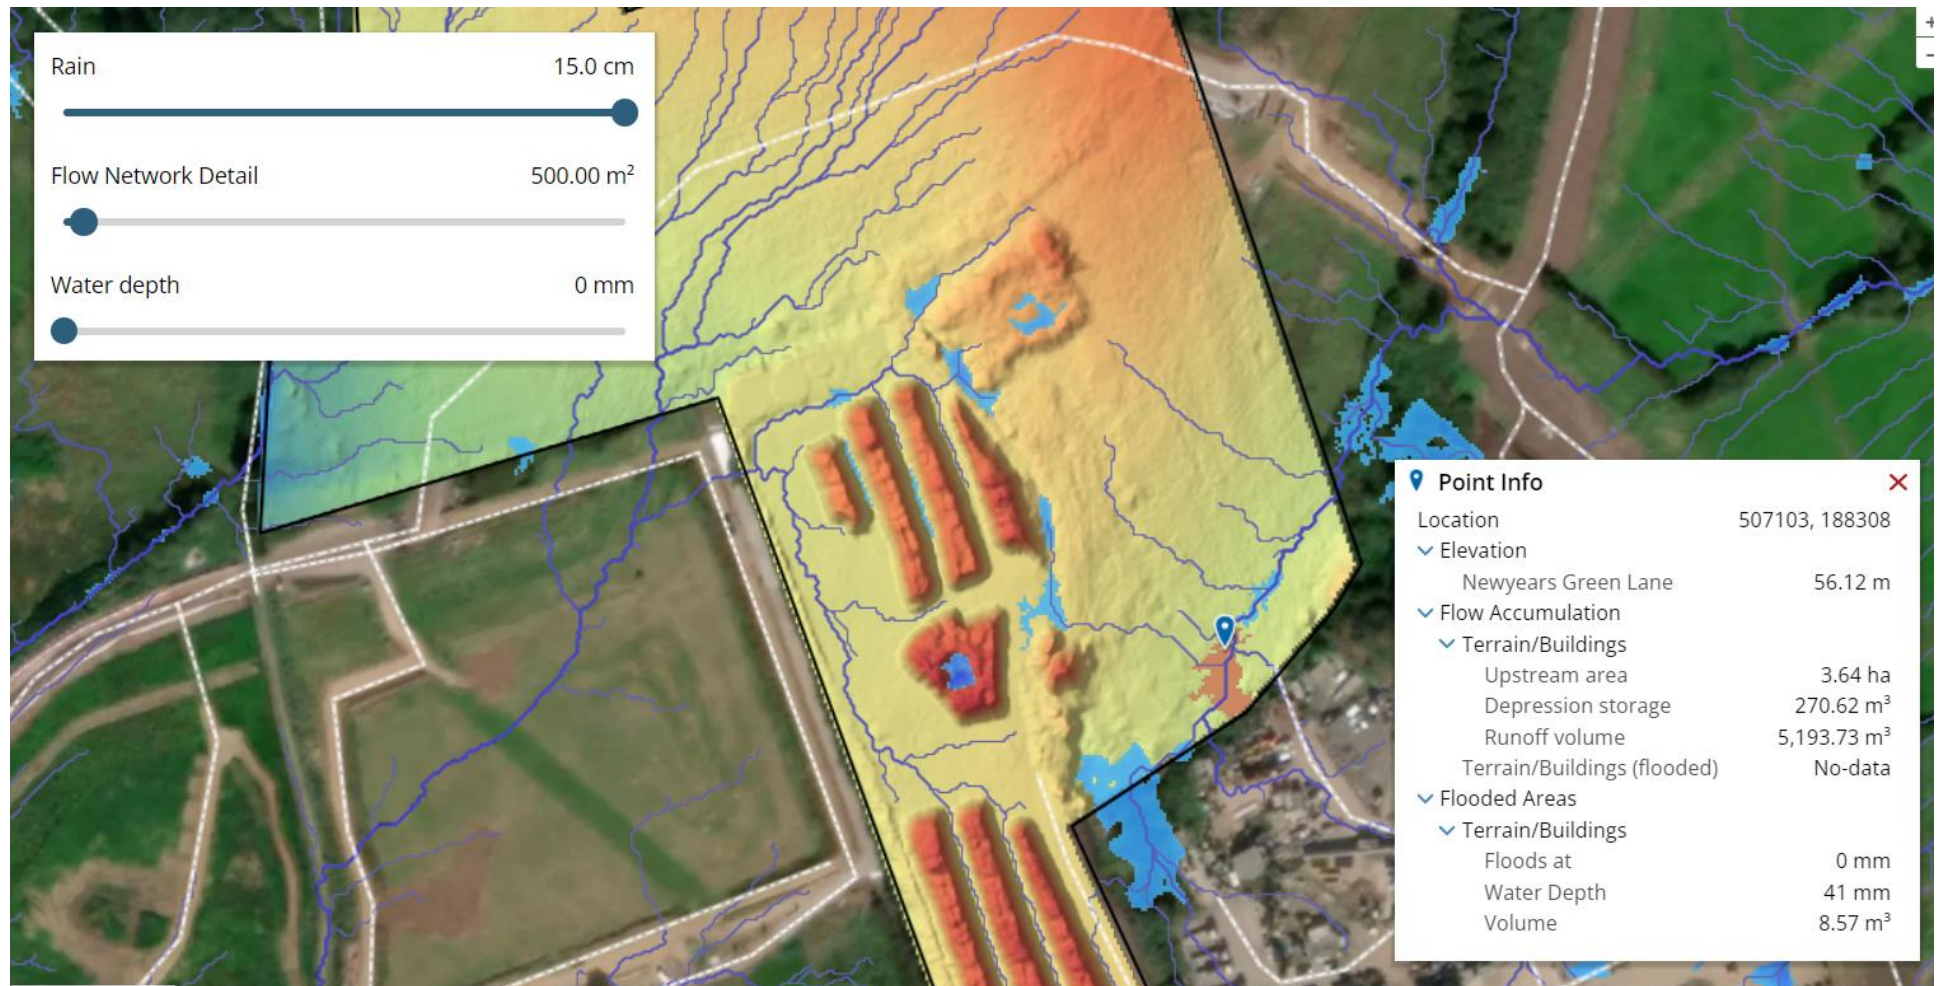 Rain 15.0 cm
Flow Network Detail 500.00 m²
Water depth 0 mm
+
−
Point Info
Location 507103, 188308
Elevation
Newyears Green Lane 56.12 m
Flow Accumulation
Terrain/Buildings
Upstream area 3.64 ha
Depression storage 270.62 m³
Runoff volume 5,193.73 m³
Terrain/Buildings (flooded) No-data
Flooded Areas
Terrain/Buildings
Floods at 0 mm
Water Depth 41 mm
Volume 8.57 m³